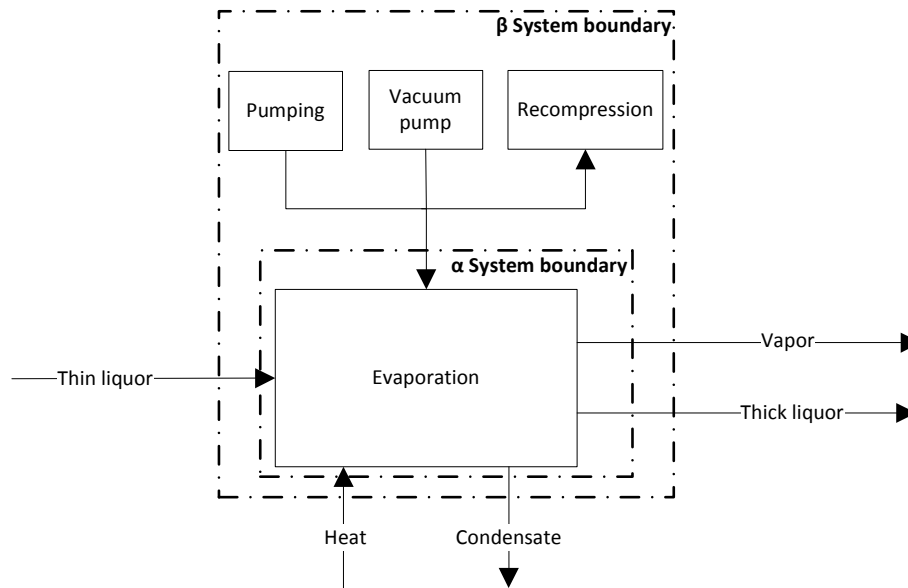 β System boundary
Pumping
Vacuum
pump
Recompression
α System boundary
Evaporation
Thin liquor
Vapor
Thick liquor
Heat
Condensate